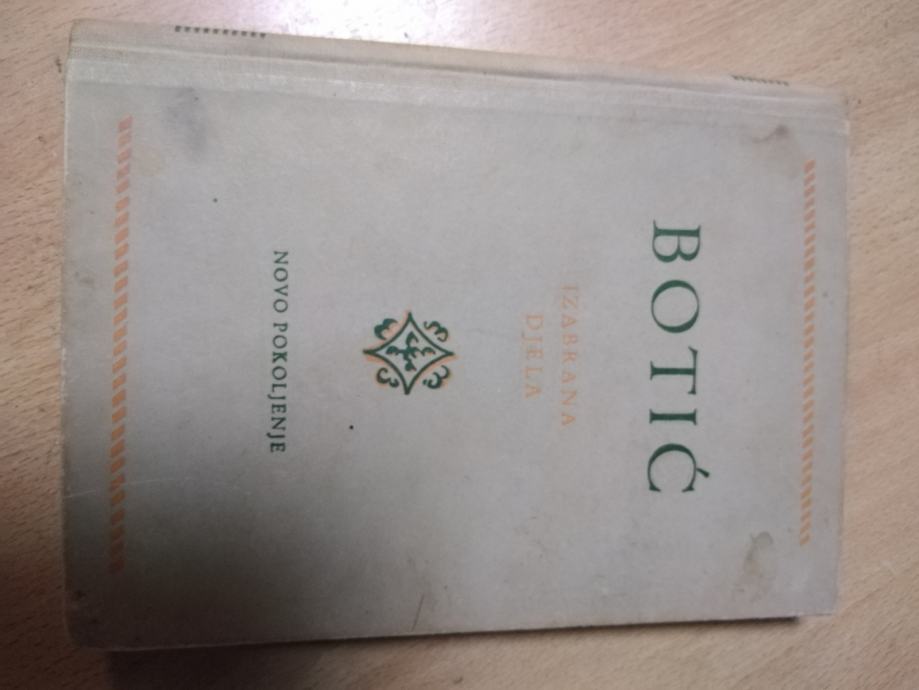 BOTIĆ
IZABRANA
DJELA
NOVO POKOLJENJE